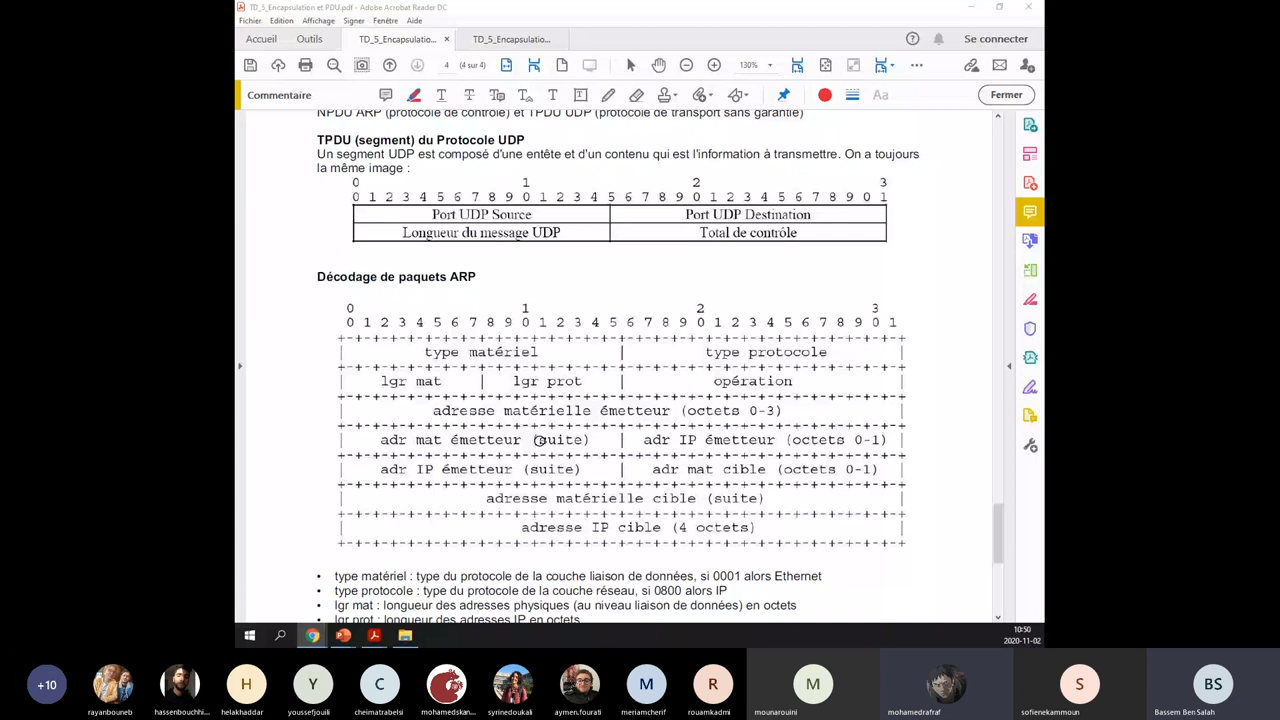 TD_5_Encapsulation et PDU.pdf - Adobe Acrobat Reader DC
Fichier Edition Affichage Signer Fenêtre Aide
Accueil Outils TD_5_Encapsulatio... × TD_5_Encapsulatio... Se connecter
4 (4 sur 4) 130%
Commentaire Fermer
NPDU ARP (protocole de contrôle) et TPDU UDP (protocole de transport sans garantie)
TPDU (segment) du Protocole UDP
Un segment UDP est composé d'une entête et d'un contenu qui est l'information à transmettre. On a toujours
la même image :
0 1 2 3
0 1 2 3 4 5 6 7 8 9 0 1 2 3 4 5 6 7 8 9 0 1 2 3 4 5 6 7 8 9 0 1
Port UDP Source Port UDP Destination
Longueur du message UDP Total de contrôle
Décodage de paquets ARP
0 1 2 3
0 1 2 3 4 5 6 7 8 9 0 1 2 3 4 5 6 7 8 9 0 1 2 3 4 5 6 7 8 9 0 1
type matériel | type protocole
lgr mat | lgr prot | opération
adresse matérielle émetteur (octets 0-3)
adr mat émetteur (suite) | adr IP émetteur (octets 0-1)
adr IP émetteur (suite) | adr mat cible (octets 0-1)
adresse matérielle cible (suite)
adresse IP cible (4 octets)
• type matériel : type du protocole de la couche liaison de données, si 0001 alors Ethernet
• type protocole : type du protocole de la couche réseau, si 0800 alors IP
• lgr mat : longueur des adresses physiques (au niveau liaison de données) en octets
• lgr prot : longueur des adresses IP en octets
10:50
2020-11-02
+10 H Y C M R M S BS
rayanbouneb hassenbouchhi... helakhaddar youssefjouili cheimatrabelsi mohamedskan... syrinedoukali aymen.fourati meriamcherif rouamkadmi mounarouini mohamedrafraf sofienekammoun Bassem Ben Salah